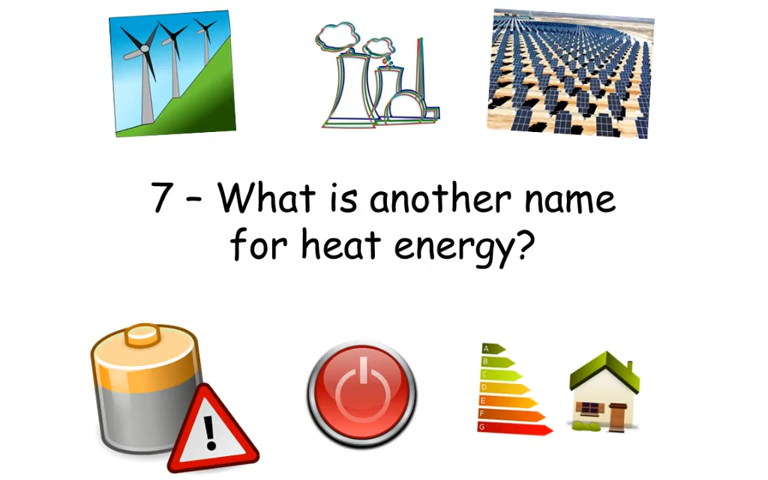 7 – What is another name
for heat energy?
!
A
B
C
D
E
F
G